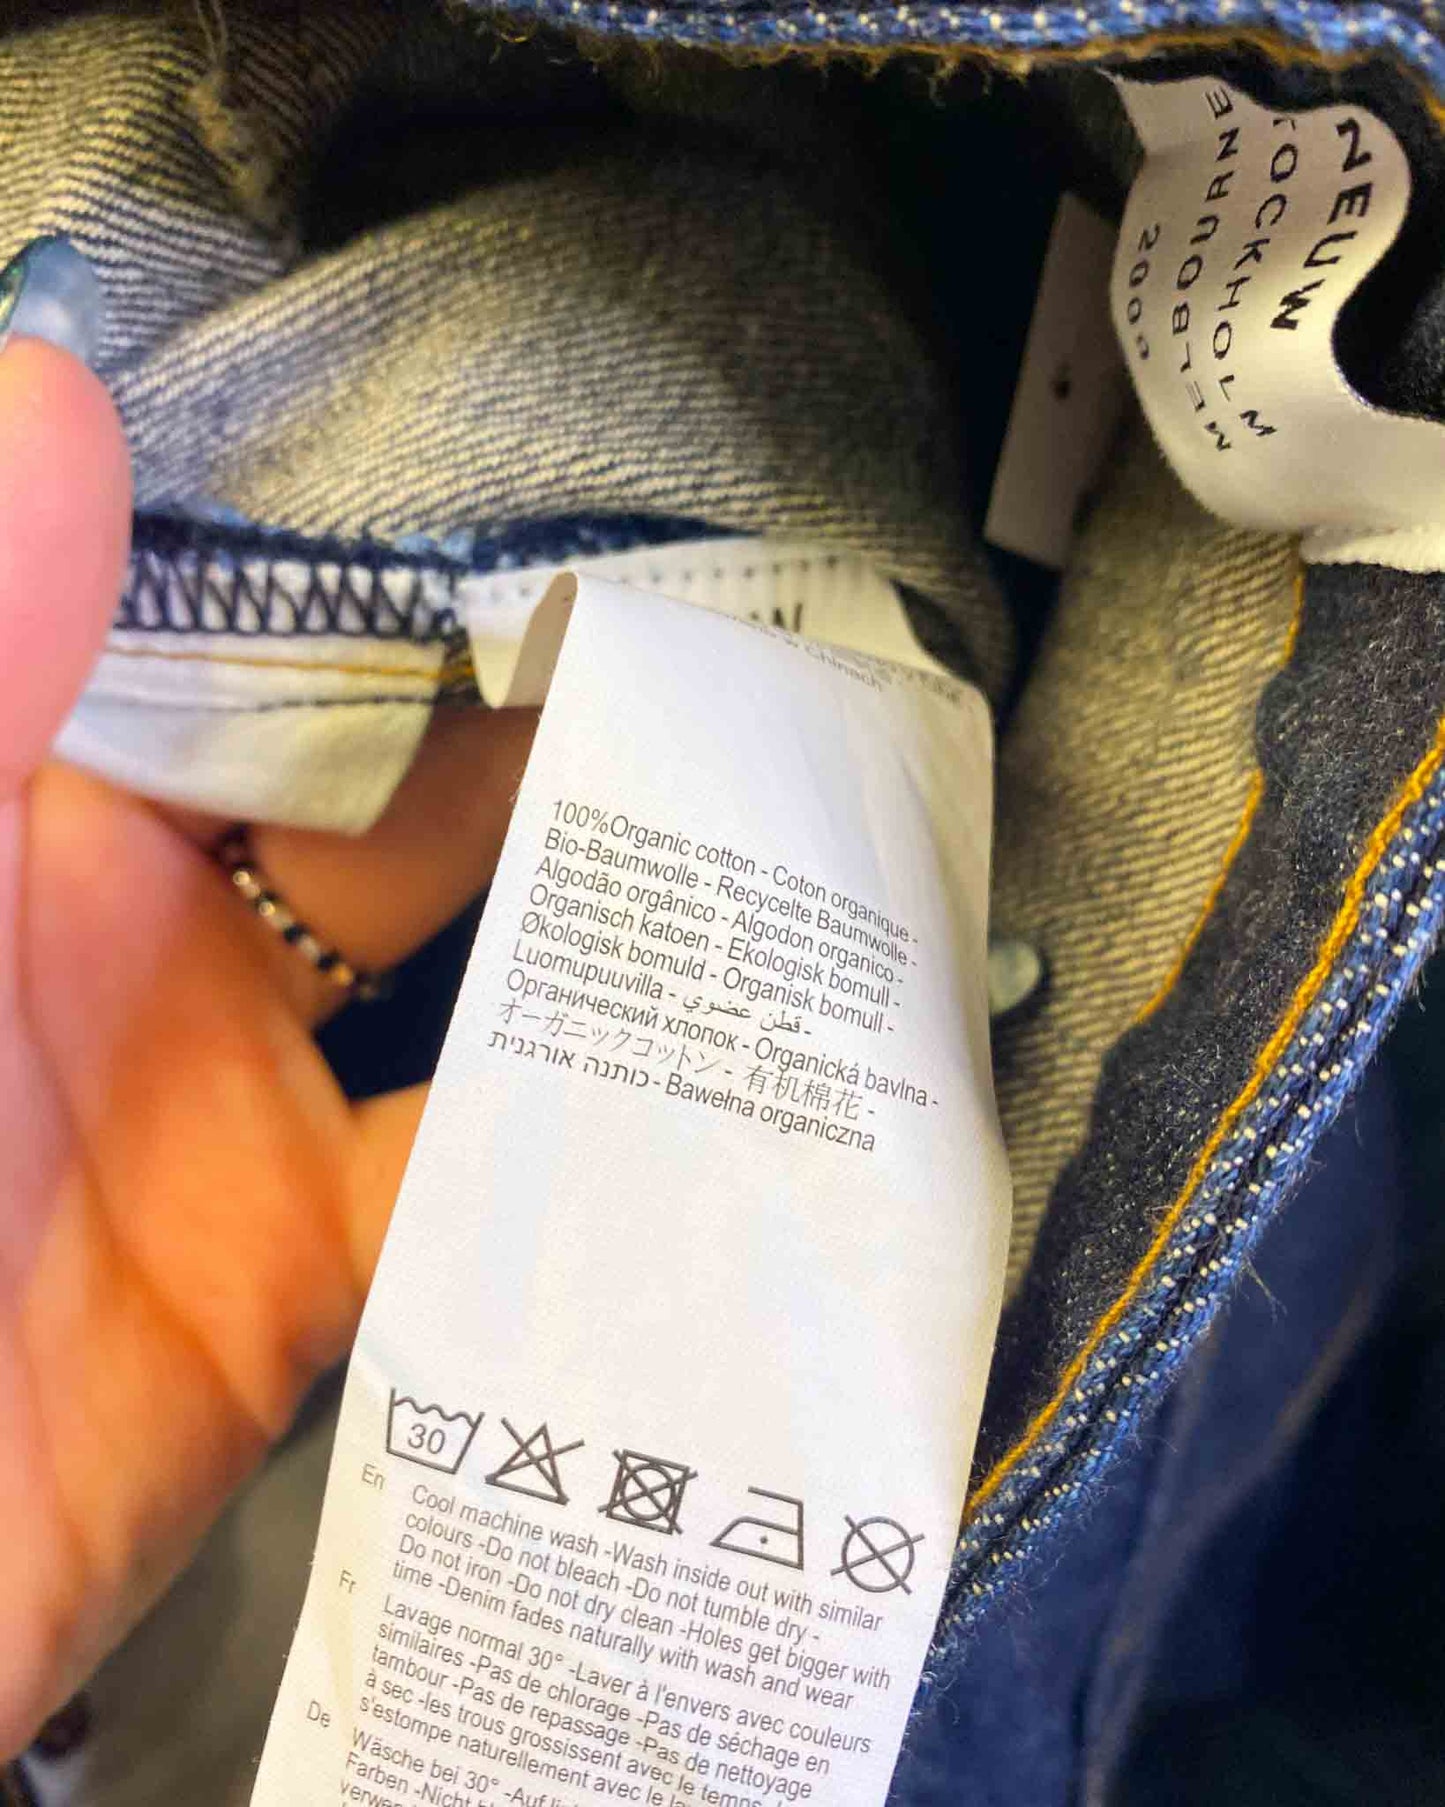 NEUW
STOCKHOLM
MELBOURNE
2009
100%Organic cotton - Coton organique -
Bio-Baumwolle - Recycelte Baumwolle -
Algodão orgânico - Algodon organico -
Organisch katoen - Ekologisk bomull -
Økologisk bomuld - Organisk bomull -
Luomupuuvilla - قطن عضوي -
Органический хлопок - Organická bavlna -
オーガニックコットン - 有机棉花 -
כותנה אורגנית - Bawełna organiczna
30
En Cool machine wash -Wash inside out with similar
colours -Do not bleach -Do not tumble dry -
Do not iron -Do not dry clean -Holes get bigger with
time -Denim fades naturally with wash and wear
Fr Lavage normal 30° -Laver à l'envers avec couleurs
similaires -Pas de chlorage -Pas de séchage en
tambour -Pas de repassage -Pas de nettoyage
à sec -les trous grossissent avec le temps
s'estompe naturellement avec le
De Wäsche bei 30° -Auf
Farben -Nicht